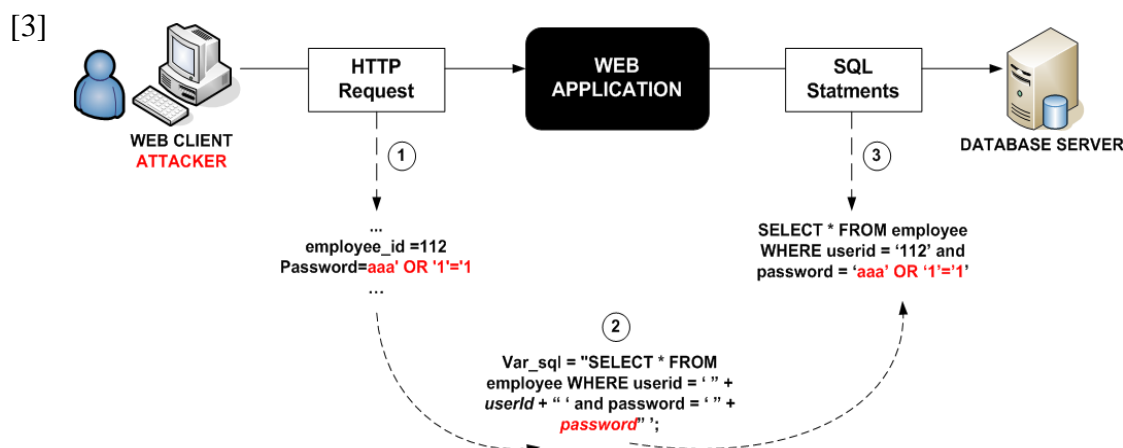 [3]
HTTP
Request
WEB
APPLICATION
SQL
Statments
WEB CLIENT
ATTACKER
DATABASE SERVER
1
3
...
employee_id =112
Password=aaa' OR '1'='1
...
SELECT * FROM employee
WHERE userid = ‘112’ and
password = ‘aaa’ OR ‘1’=’1’
2
Var_sql = "SELECT * FROM
employee WHERE userid = ‘ ” +
userId + “ ‘ and password = ‘ ” +
password” ’;